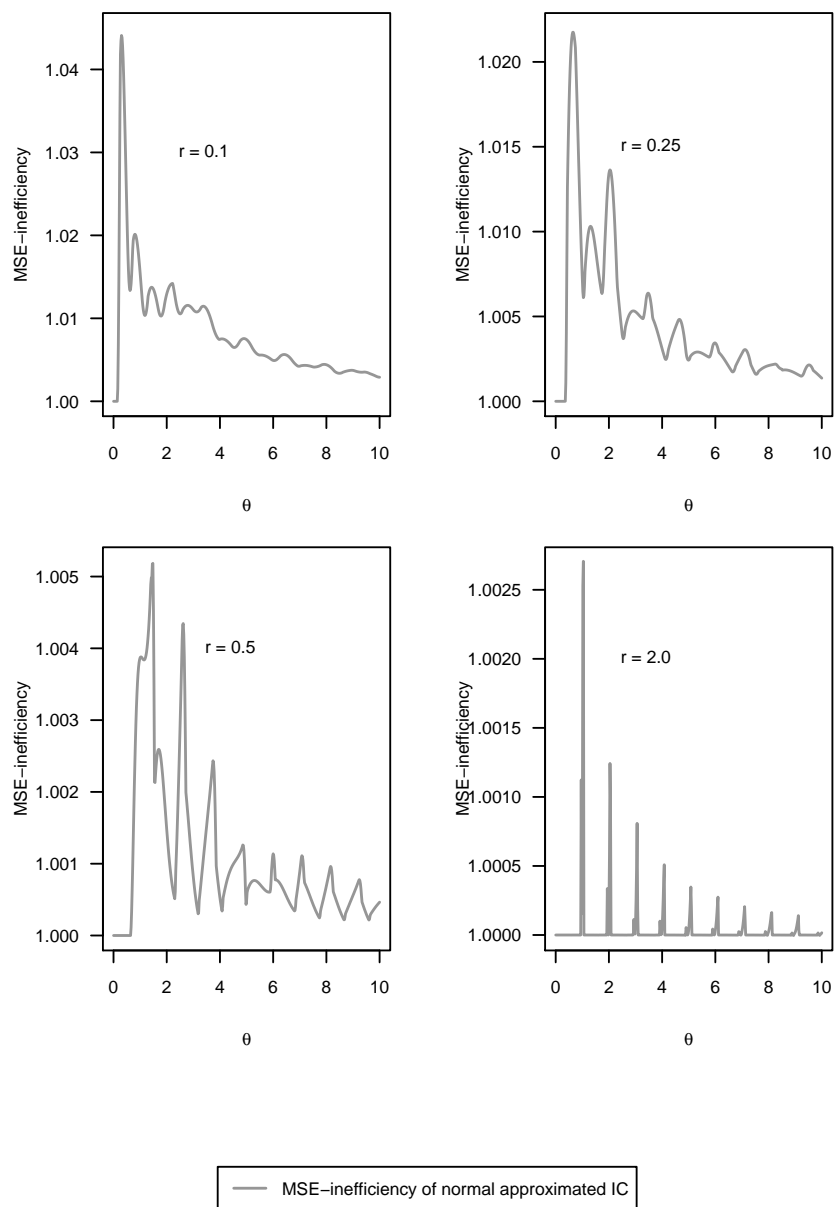 1.04
1.03
1.02
1.01
1.00
MSE−inefficiency
r = 0.1
0 2 4 6 8 10
θ
1.020
1.015
1.010
1.005
1.000
MSE−inefficiency
r = 0.25
0 2 4 6 8 10
θ
1.005
1.004
1.003
1.002
1.001
1.000
MSE−inefficiency
r = 0.5
0 2 4 6 8 10
θ
1.0025
1.0020
1.0015
1.0010
1.0005
1.0000
MSE−inefficiency
r = 2.0
0 2 4 6 8 10
θ
MSE−inefficiency of normal approximated IC